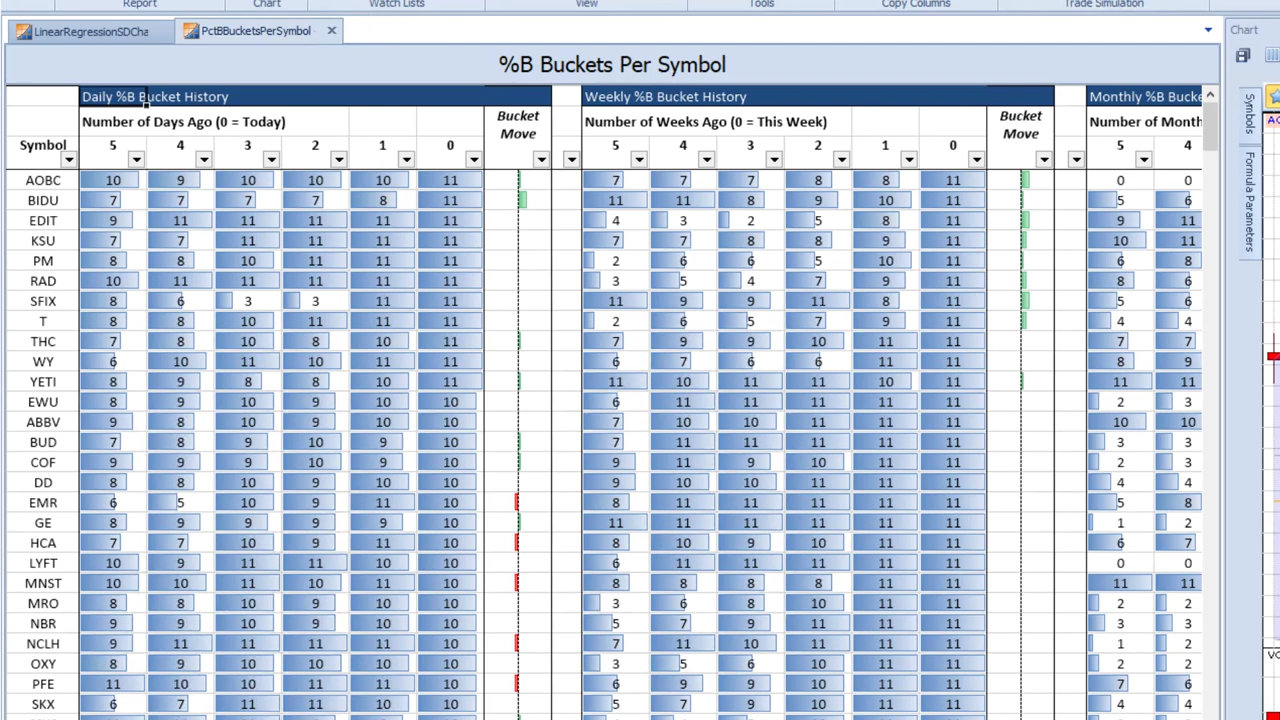 Report Chart Watch Lists View Tools Copy Columns Trade Simulation
LinearRegressionSDCha PctBBucketsPerSymbol Chart
%B Buckets Per Symbol
Daily %B Bucket History Weekly %B Bucket History Monthly %B Bucke
Number of Days Ago (0 = Today) Bucket Move Number of Weeks Ago (0 = This Week) Bucket Move Number of Month
Symbol 5 4 3 2 1 0 5 4 3 2 1 0 5 4
AOBC 10 9 10 10 10 11 7 7 7 8 8 11 0 0
BIDU 7 7 7 7 8 11 11 11 8 9 10 11 5 6
EDIT 9 11 11 11 11 11 4 3 2 5 8 11 9 11
KSU 7 7 11 11 11 11 7 7 8 8 9 11 10 11
PM 8 8 10 11 11 11 2 6 6 5 10 11 6 8
RAD 10 11 11 11 11 11 3 5 4 7 9 11 8 6
SFIX 8 6 3 3 11 11 11 9 9 11 8 11 5 6
T 8 8 10 11 11 11 2 6 5 7 9 11 4 4
THC 7 8 10 8 10 11 7 9 9 10 11 11 7 7
WY 6 10 11 10 11 11 6 7 6 6 11 11 8 9
YETI 8 9 8 8 10 11 11 10 11 11 10 11 11 11
EWU 8 9 10 9 10 10 6 11 11 11 11 11 2 3
ABBV 9 8 10 9 10 10 7 10 10 11 11 11 10 10
BUD 7 8 9 10 9 10 7 11 11 11 11 11 3 3
COF 9 9 9 10 9 10 9 11 9 10 11 11 2 3
DD 8 8 10 9 10 10 9 10 10 11 11 11 4 4
EMR 6 5 10 9 11 10 8 11 11 11 11 11 5 8
GE 8 9 9 9 9 10 11 11 11 11 11 11 1 2
HCA 7 7 10 9 11 10 8 10 9 11 11 11 6 7
LYFT 10 9 11 10 10 10 6 11 11 11 11 11 0 0
MNST 10 10 11 10 11 10 8 8 8 8 11 11 11 11
MRO 8 8 10 9 10 10 3 6 8 10 11 11 2 2
NBR 9 9 10 9 10 10 5 7 9 11 11 11 3 3
NCLH 9 11 11 11 11 10 7 11 10 11 11 11 1 2
OXY 8 9 10 9 10 10 3 5 6 10 11 11 2 2
PFE 11 10 10 11 11 10 6 9 9 10 11 11 7 6
SKX 6 7 11 11 10 10 5 7 9 10 11 11 4 4
Symbols
Formula Parameters